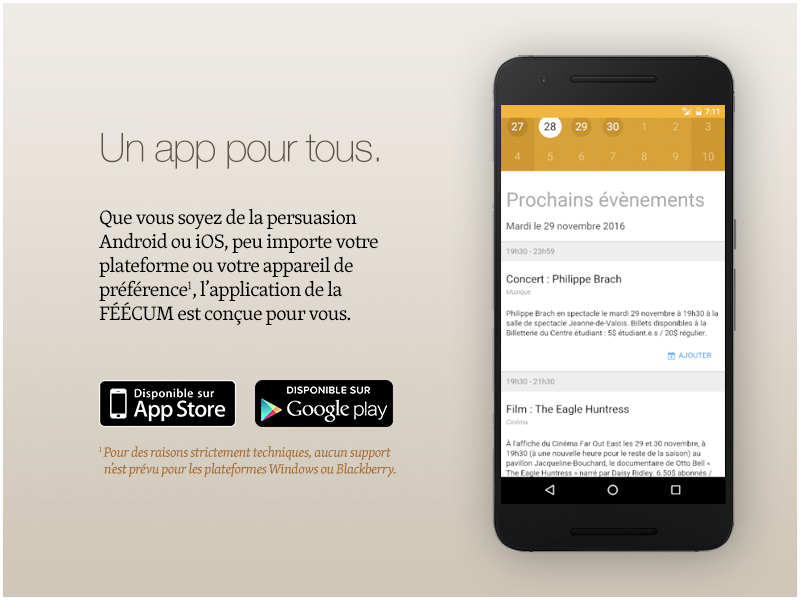 Un app pour tous.
Que vous soyez de la persuasion
Android ou iOS, peu importe votre
plateforme ou votre appareil de
préférence¹, l'application de la
FÉÉCUM est conçue pour vous.
Disponible sur
App Store
DISPONIBLE SUR
Google play
¹ Pour des raisons strictement techniques, aucun support
n'est prévu pour les plateformes Windows ou Blackberry.
7:11
27 28 29 30 1 2 3
4 5 6 7 8 9 10
Prochains évènements
Mardi le 29 novembre 2016
19h30 - 23h59
Concert : Philippe Brach
Musique
Philippe Brach en spectacle le mardi 29 novembre à 19h30 à la
salle de spectacle Jeanne-de-Valois. Billets disponibles à la
Billetterie du Centre étudiant : 5$ étudiant.e.s / 20$ régulier.
AJOUTER
19h30 - 21h30
Film : The Eagle Huntress
Cinéma
À l'affiche du Cinéma Far Out East les 29 et 30 novembre, à
19h30 (à une nouvelle heure pour le reste de la saison) au
pavillon Jacqueline-Bouchard, le documentaire de Otto Bell «
The Eagle Huntress » narré par Daisy Ridley. 6.50$ abonnés /